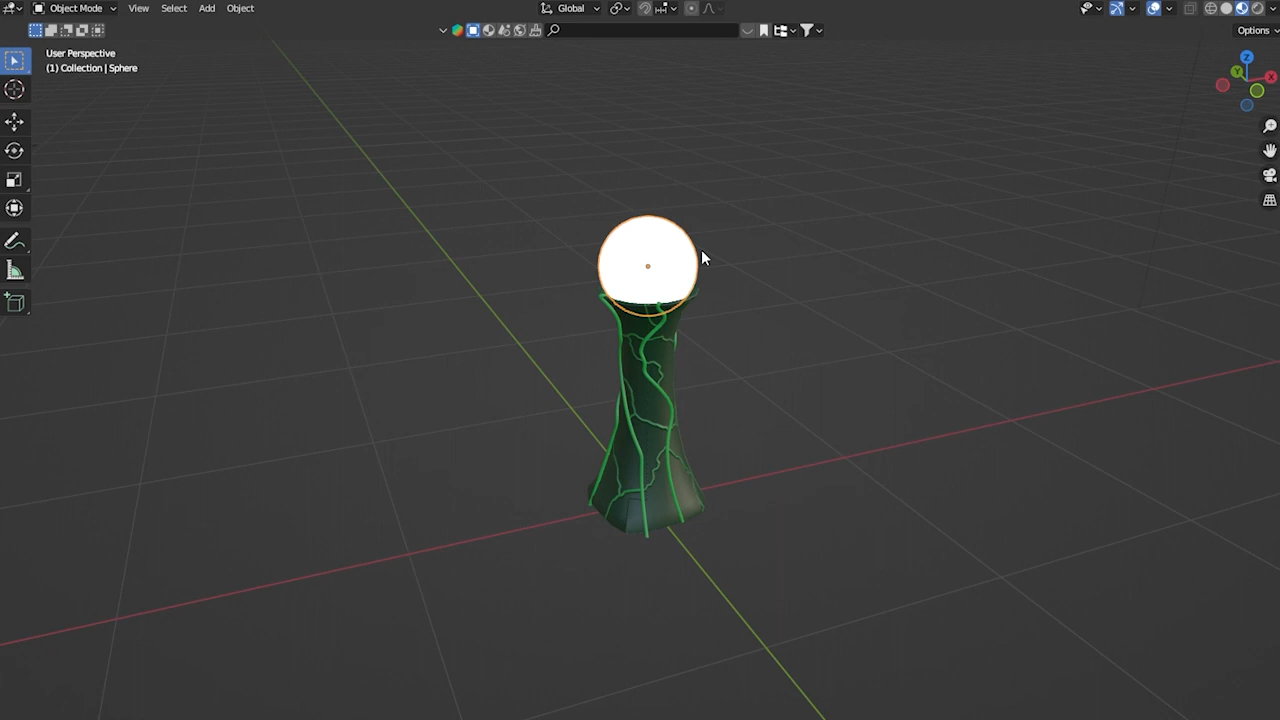 Object Mode View Select Add Object Global
Options
User Perspective
(1) Collection | Sphere
Z
Y
X